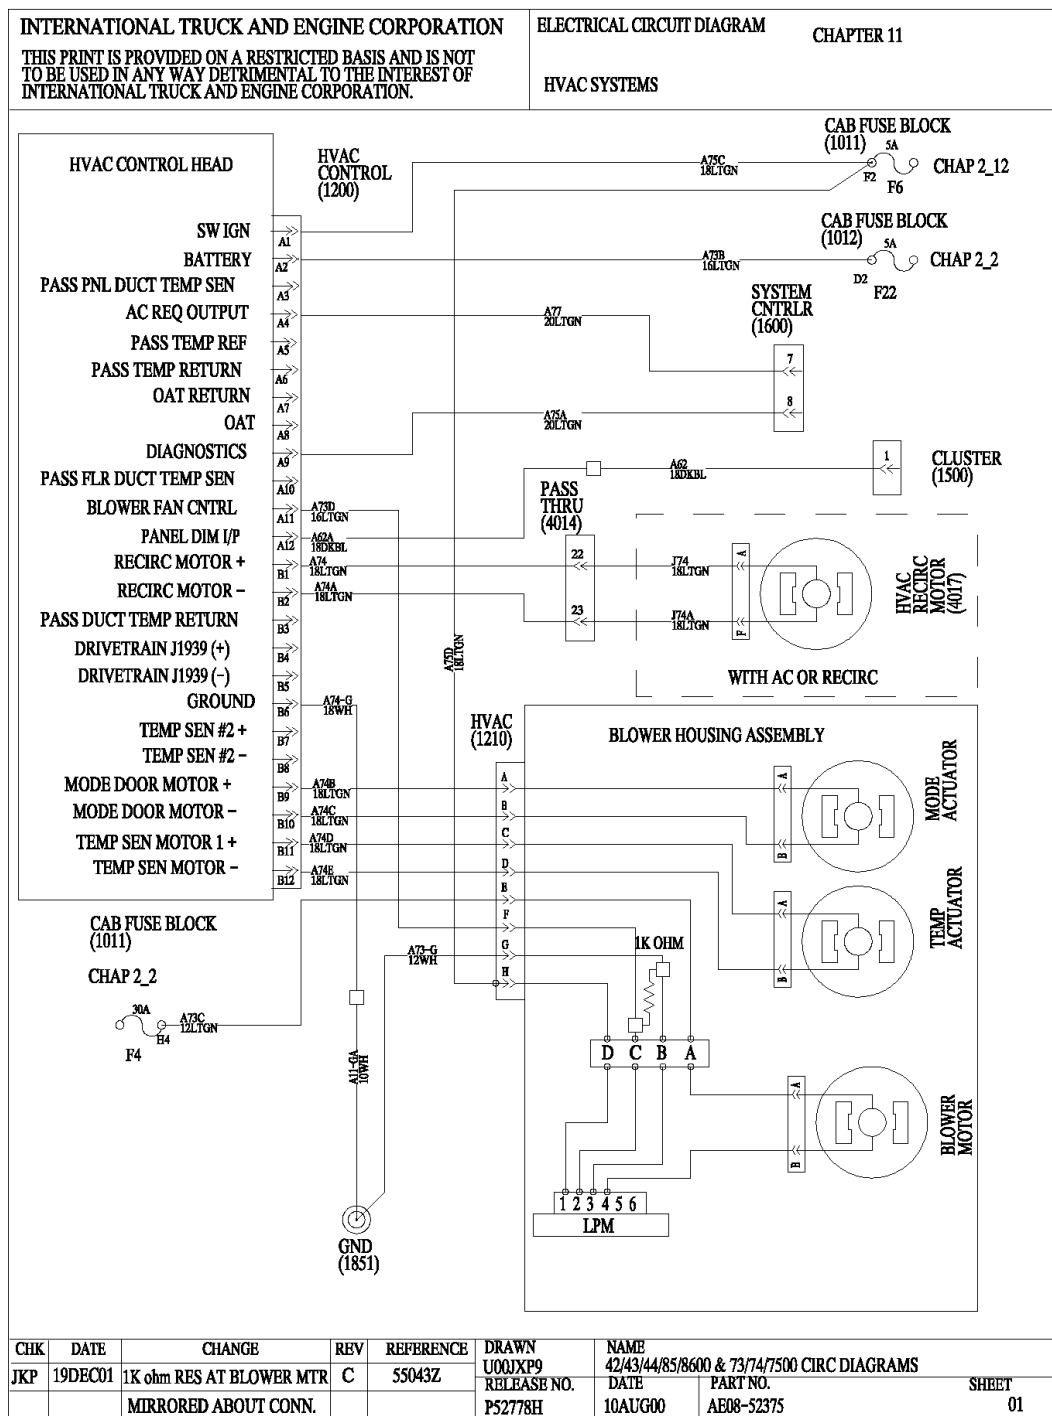 INTERNATIONAL TRUCK AND ENGINE CORPORATION
THIS PRINT IS PROVIDED ON A RESTRICTED BASIS AND IS NOT
TO BE USED IN ANY WAY DETRIMENTAL TO THE INTEREST OF
INTERNATIONAL TRUCK AND ENGINE CORPORATION.
ELECTRICAL CIRCUIT DIAGRAM
CHAPTER 11
HVAC SYSTEMS
HVAC CONTROL HEAD
HVAC
CONTROL
(1200)
SW IGN A1
BATTERY A2
PASS PNL DUCT TEMP SEN A3
AC REQ OUTPUT A4
PASS TEMP REF A5
PASS TEMP RETURN A6
OAT RETURN A7
OAT A8
DIAGNOSTICS A9
PASS FLR DUCT TEMP SEN A10
BLOWER FAN CNTRL A11
PANEL DIM I/P A12
RECIRC MOTOR + B1
RECIRC MOTOR − B2
PASS DUCT TEMP RETURN B3
DRIVETRAIN J1939 (+) B4
DRIVETRAIN J1939 (−) B5
GROUND B6
TEMP SEN #2 + B7
TEMP SEN #2 − B8
MODE DOOR MOTOR + B9
MODE DOOR MOTOR − B10
TEMP SEN MOTOR 1 + B11
TEMP SEN MOTOR − B12
A75C
18LTGN
CAB FUSE BLOCK
(1011)
5A
F2
F6
CHAP 2_12
A73B
16LTGN
CAB FUSE BLOCK
(1012)
5A
D2
F22
CHAP 2_2
A77
20LTGN
SYSTEM
CNTRLR
(1600)
7
8
A75A
20LTGN
A62
18DKBL
1
CLUSTER
(1500)
A73D
16LTGN
A62A
18DKBL
A74
18LTGN
A74A
18LTGN
PASS
THRU
(4014)
22
23
J74
18LTGN
J74A
18LTGN
A
F
HVAC
RECIRC
MOTOR
(4017)
WITH AC OR RECIRC
A75D
18LTGN
A74-G
18WH
A74B
18LTGN
A74C
18LTGN
A74D
18LTGN
A74E
18LTGN
HVAC
(1210)
A
B
C
D
E
F
G
H
BLOWER HOUSING ASSEMBLY
A
B
MODE
ACTUATOR
A
B
TEMP
ACTUATOR
1K OHM
D C B A
A
B
BLOWER
MOTOR
1 2 3 4 5 6
LPM
CAB FUSE BLOCK
(1011)
CHAP 2_2
30A
H4
F4
A73C
12LTGN
A73-G
12WH
A11-GA
10WH
GND
(1851)
CHK DATE CHANGE REV REFERENCE
JKP 19DEC01 1K ohm RES AT BLOWER MTR C 55043Z
MIRRORED ABOUT CONN.
DRAWN
U00JXP9
RELEASE NO.
P52778H
NAME
42/43/44/85/8600 & 73/74/7500 CIRC DIAGRAMS
DATE
10AUG00
PART NO.
AE08-52375
SHEET
01